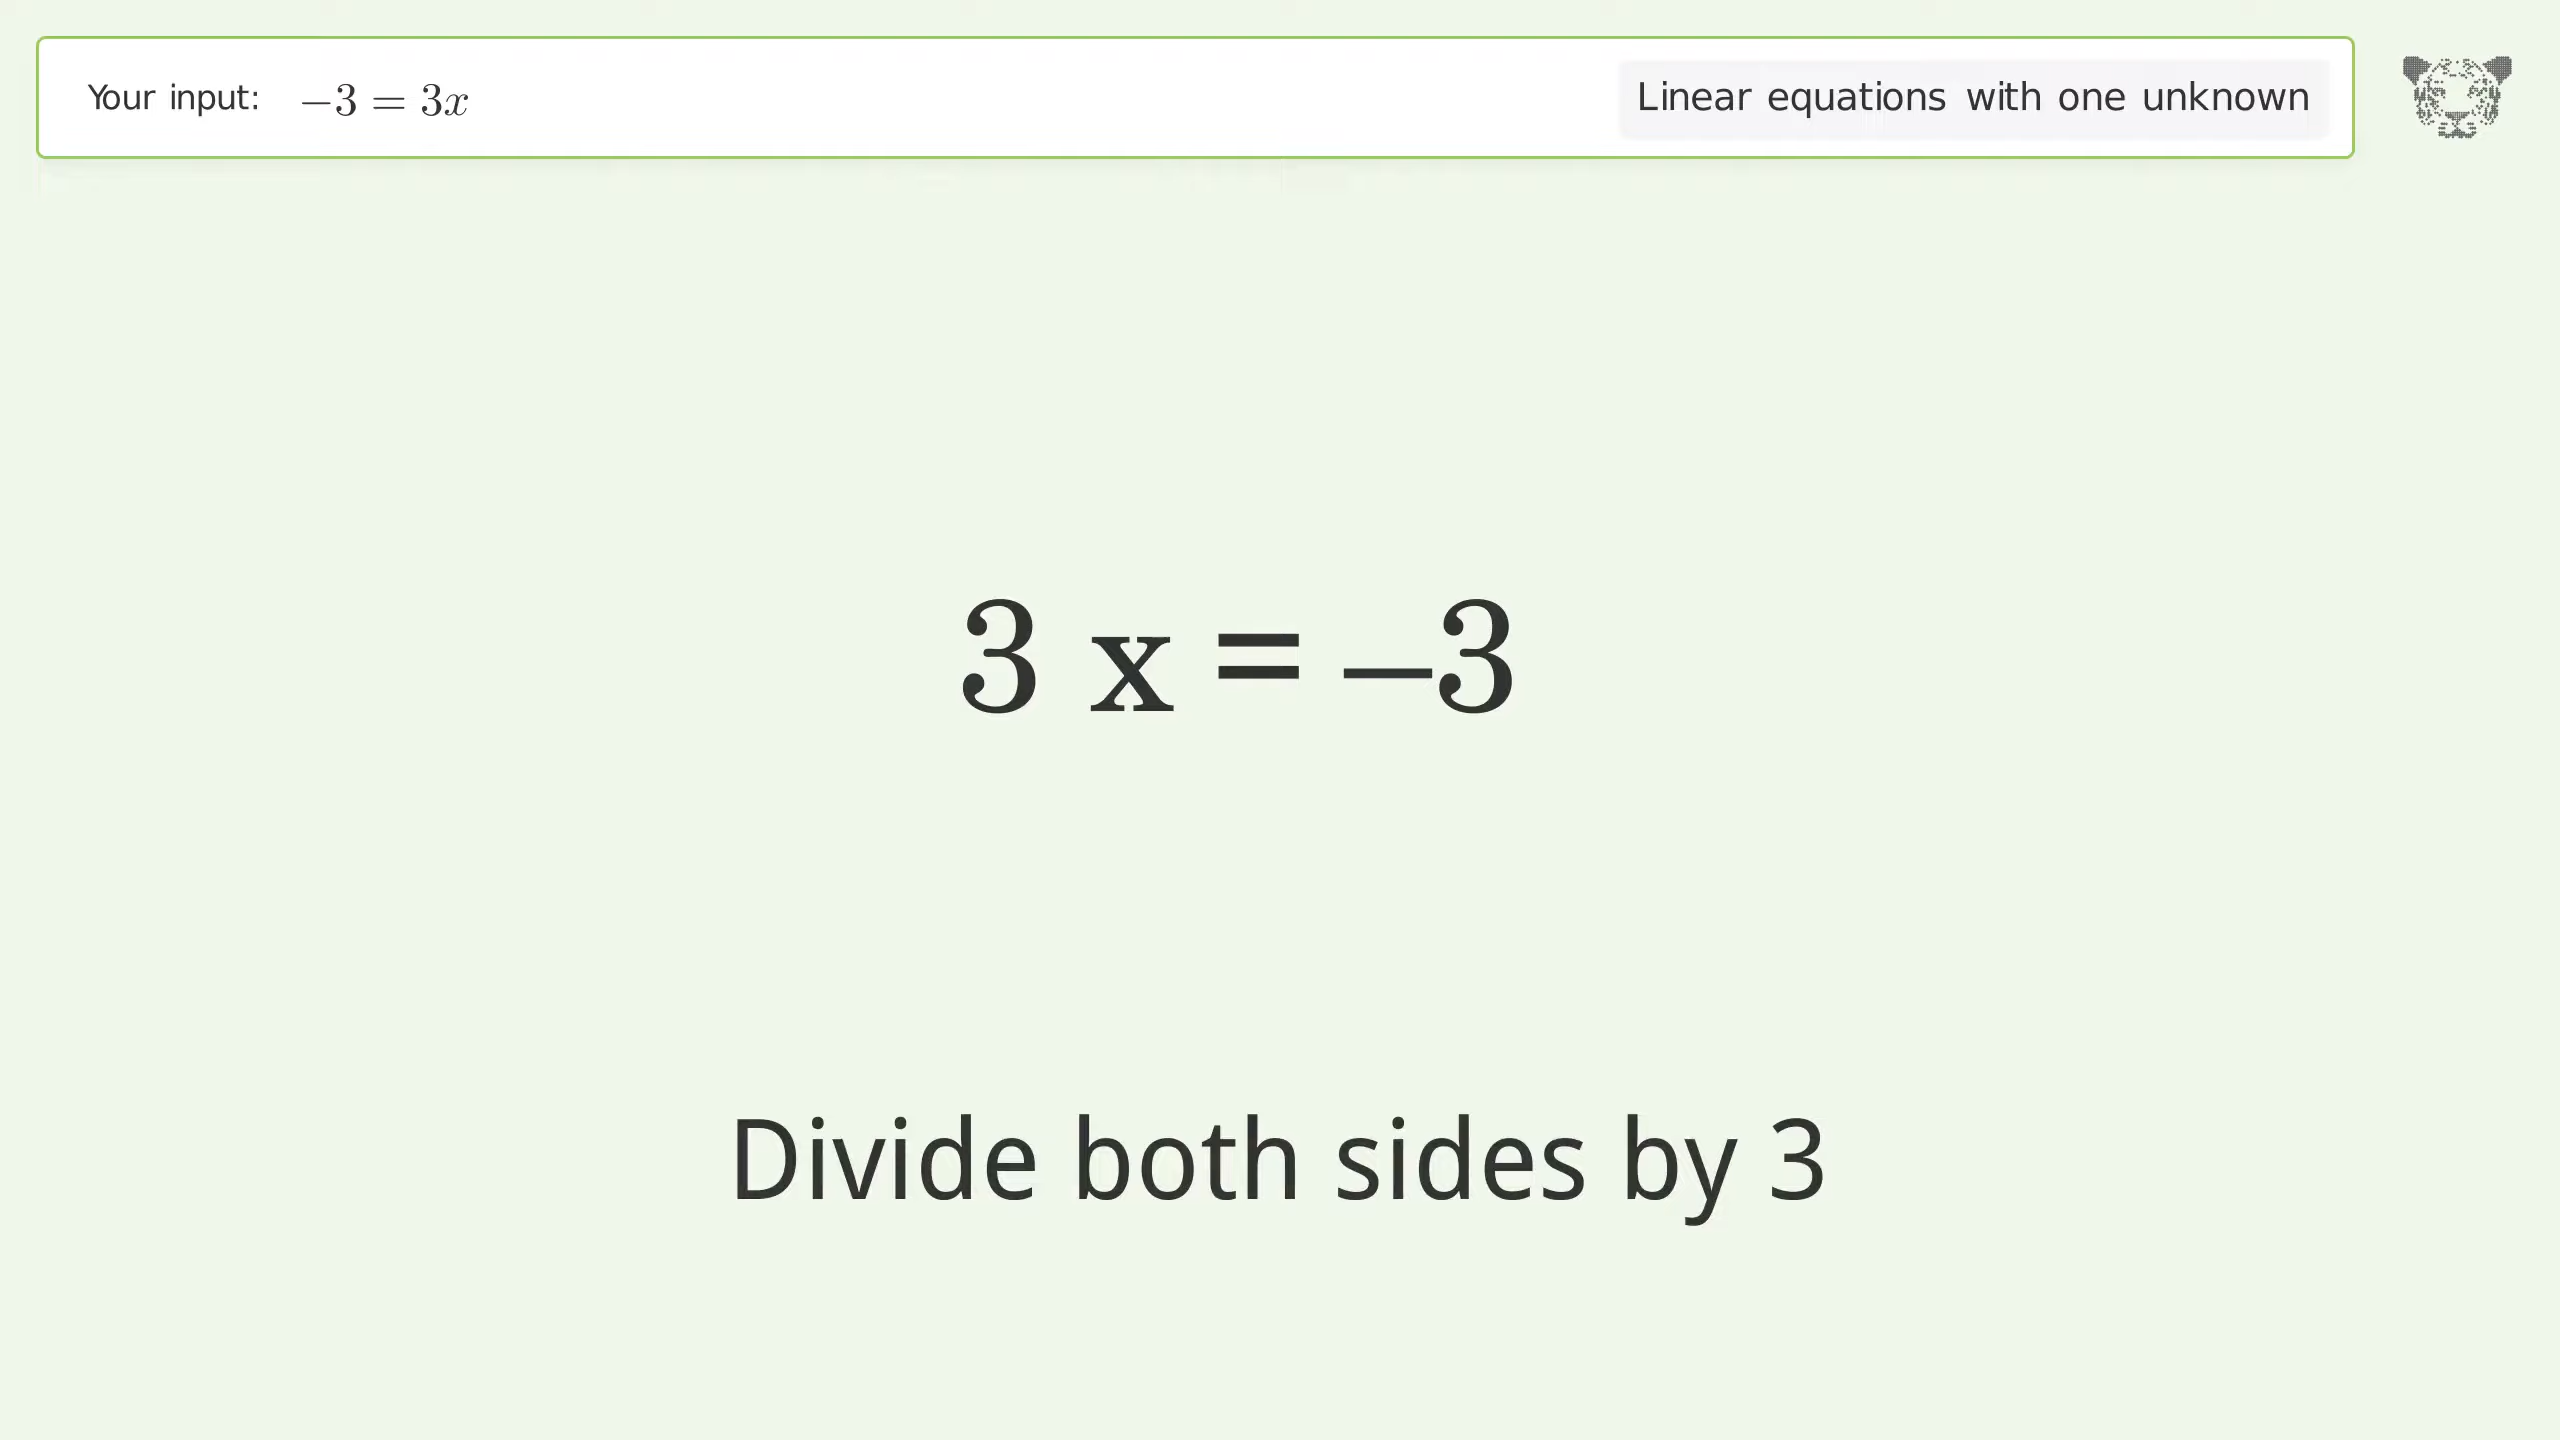 Your input: −3 = 3x
Linear equations with one unknown
3 x = −3
Divide both sides by 3